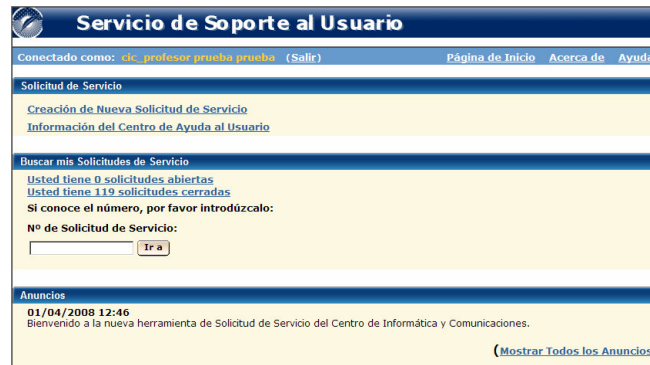 Servicio de Soporte al Usuario
Conectado como: cic_profesor prueba prueba (Salir) Página de Inicio Acerca de Ayuda
Solicitud de Servicio
Creación de Nueva Solicitud de Servicio
Información del Centro de Ayuda al Usuario
Buscar mis Solicitudes de Servicio
Usted tiene 0 solicitudes abiertas
Usted tiene 119 solicitudes cerradas
Si conoce el número, por favor introdúzcalo:
Nº de Solicitud de Servicio:
Ir a
Anuncios
01/04/2008 12:46
Bienvenido a la nueva herramienta de Solicitud de Servicio del Centro de Informática y Comunicaciones.
(Mostrar Todos los Anuncios